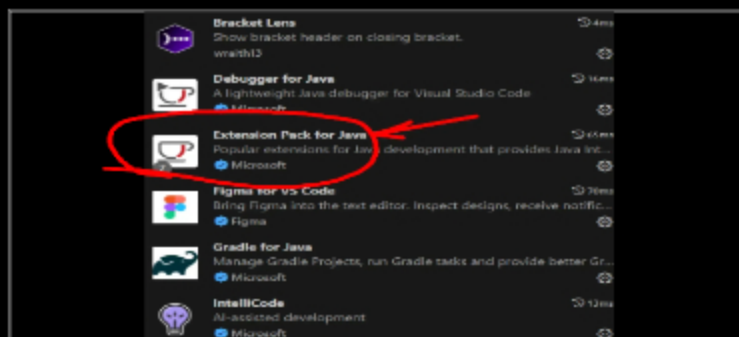 Bracket Lens
4ms
Show bracket header on closing bracket.
wraith13
Debugger for Java
A lightweight Java debugger for Visual Studio Code
Microsoft
Extension Pack for Java
65ms
Popular extensions for Java development that provides Java Int...
Microsoft
Figma for VS Code
Bring Figma into the text editor. Inspect designs, receive notific...
Figma
Gradle for Java
Manage Gradle Projects, run Gradle tasks and provide better Gr...
Microsoft
IntelliCode
12ms
AI-assisted development
Microsoft